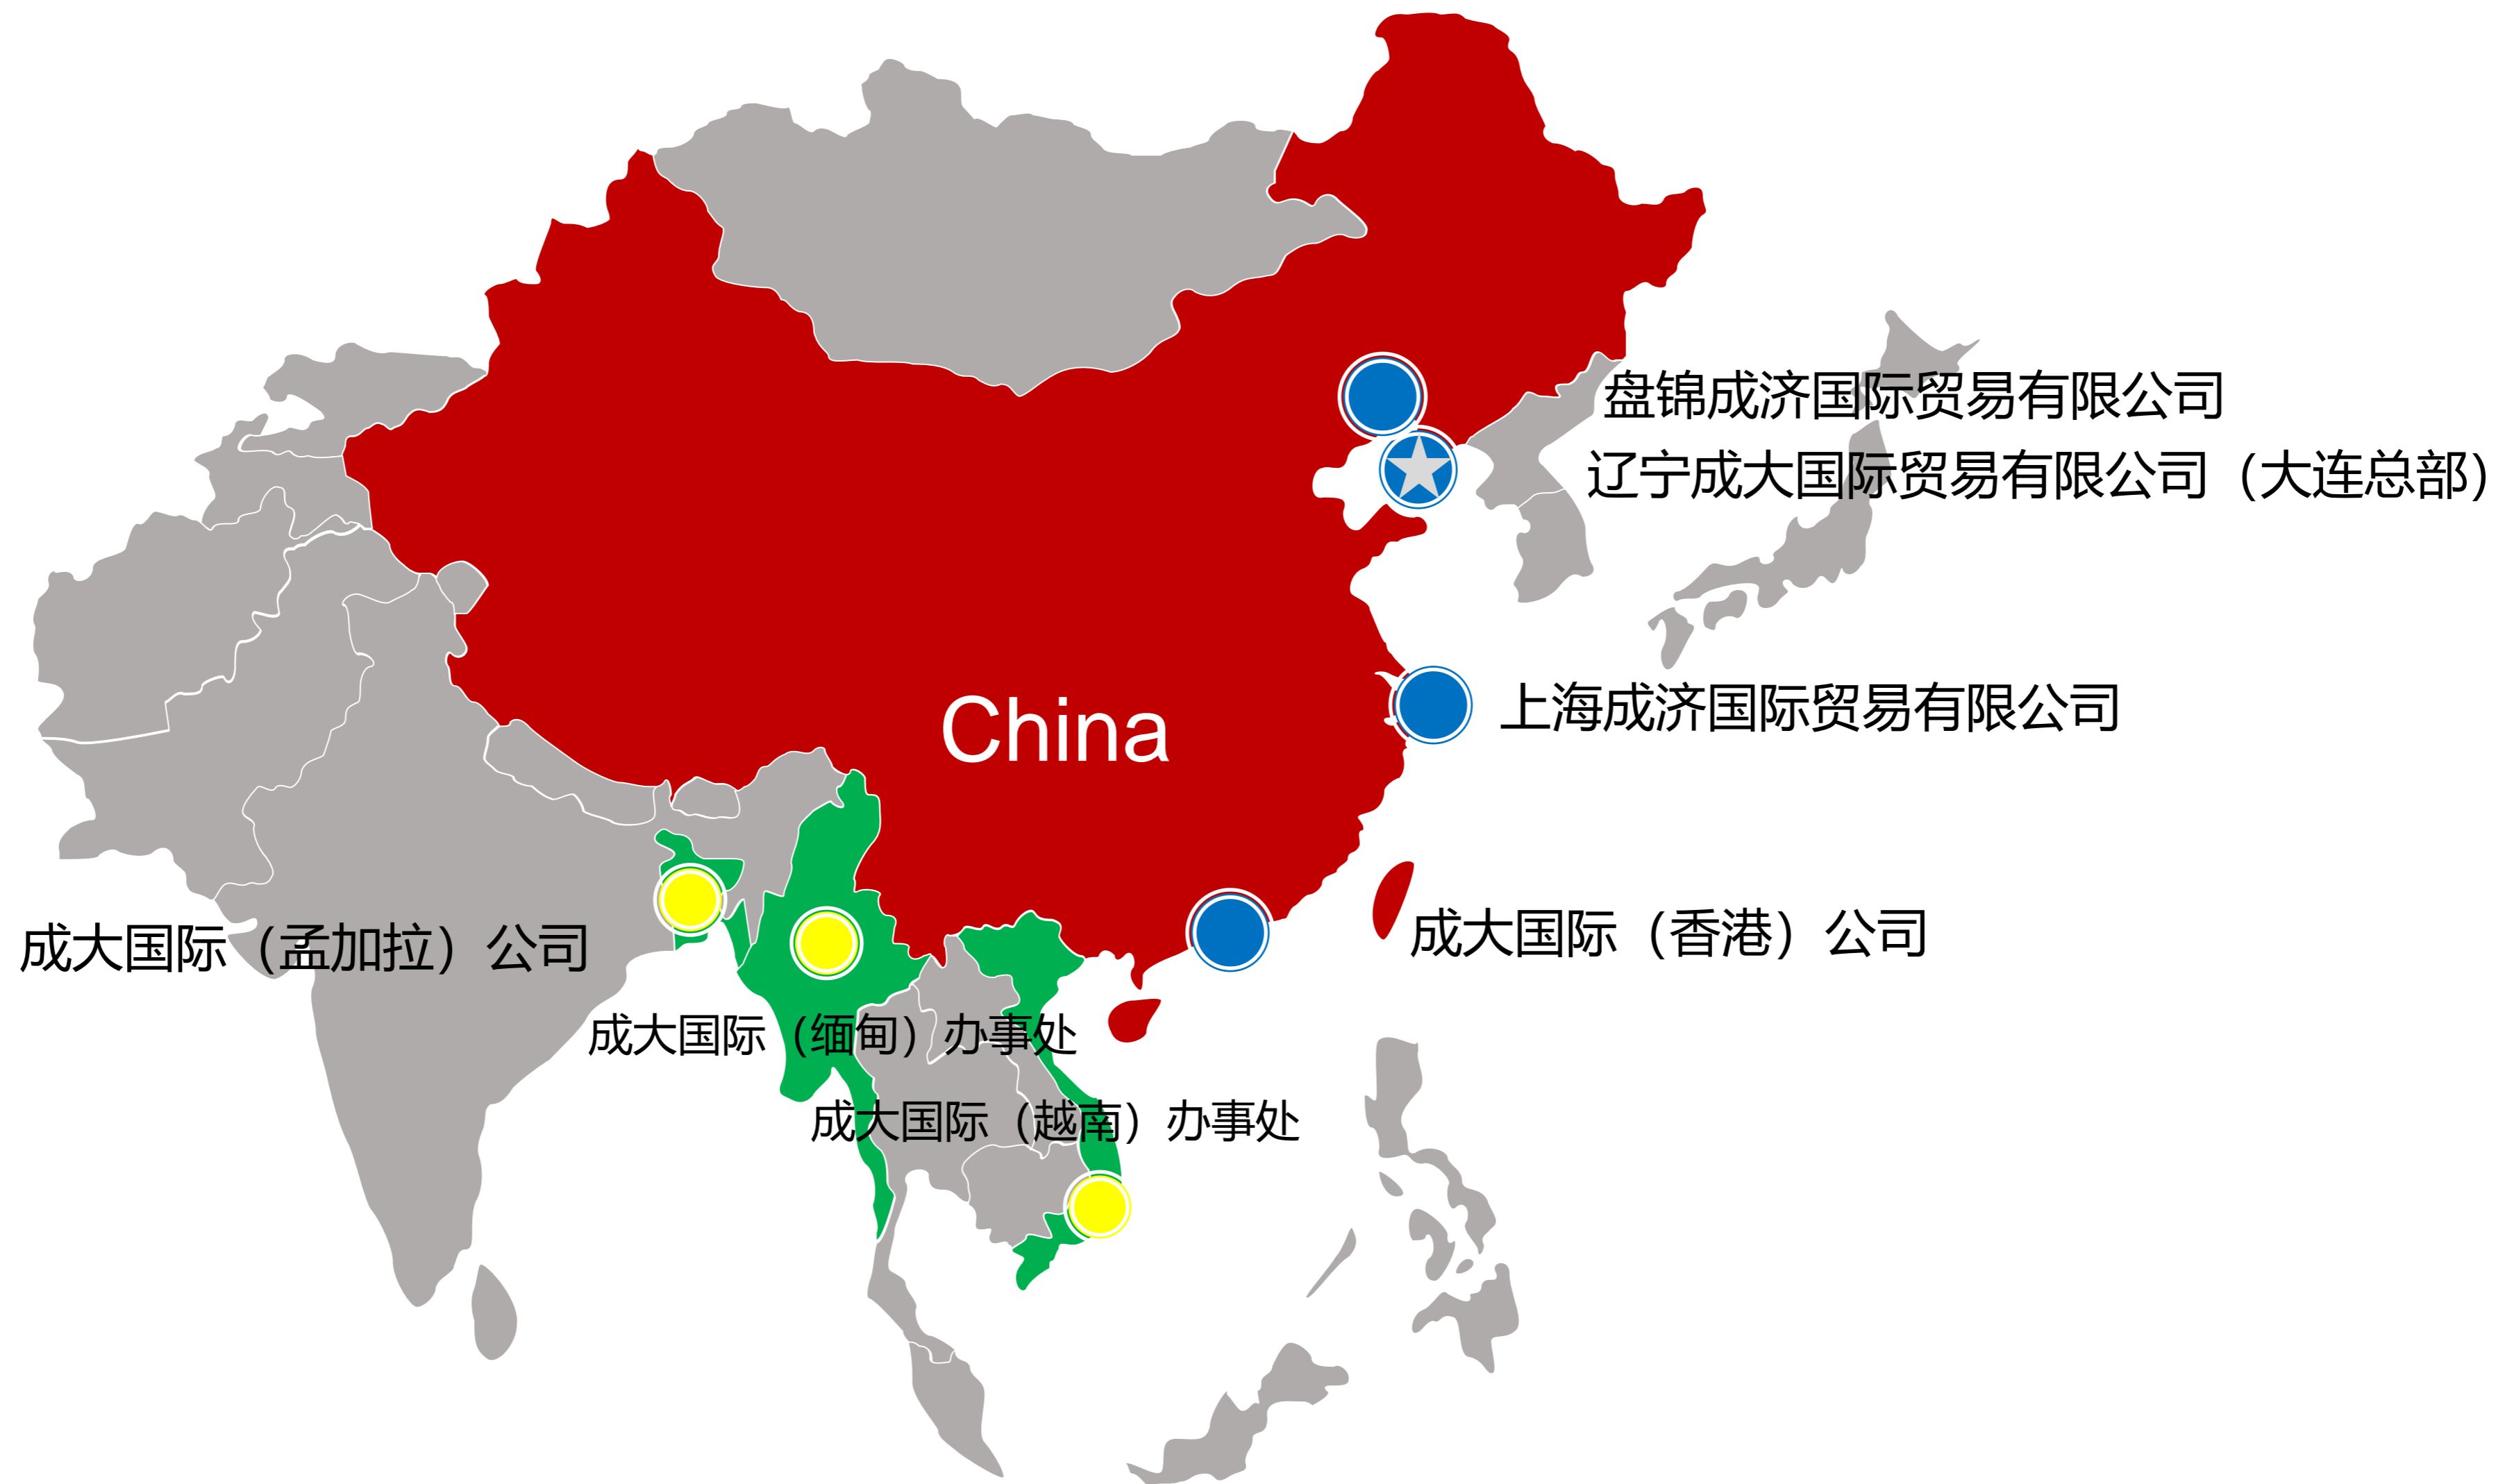 盘锦成济国际贸易有限公司
辽宁成大国际贸易有限公司（大连总部）
上海成济国际贸易有限公司
China
成大国际（香港）公司
成大国际（孟加拉）公司
成大国际（缅甸）办事处
成大国际（越南）办事处